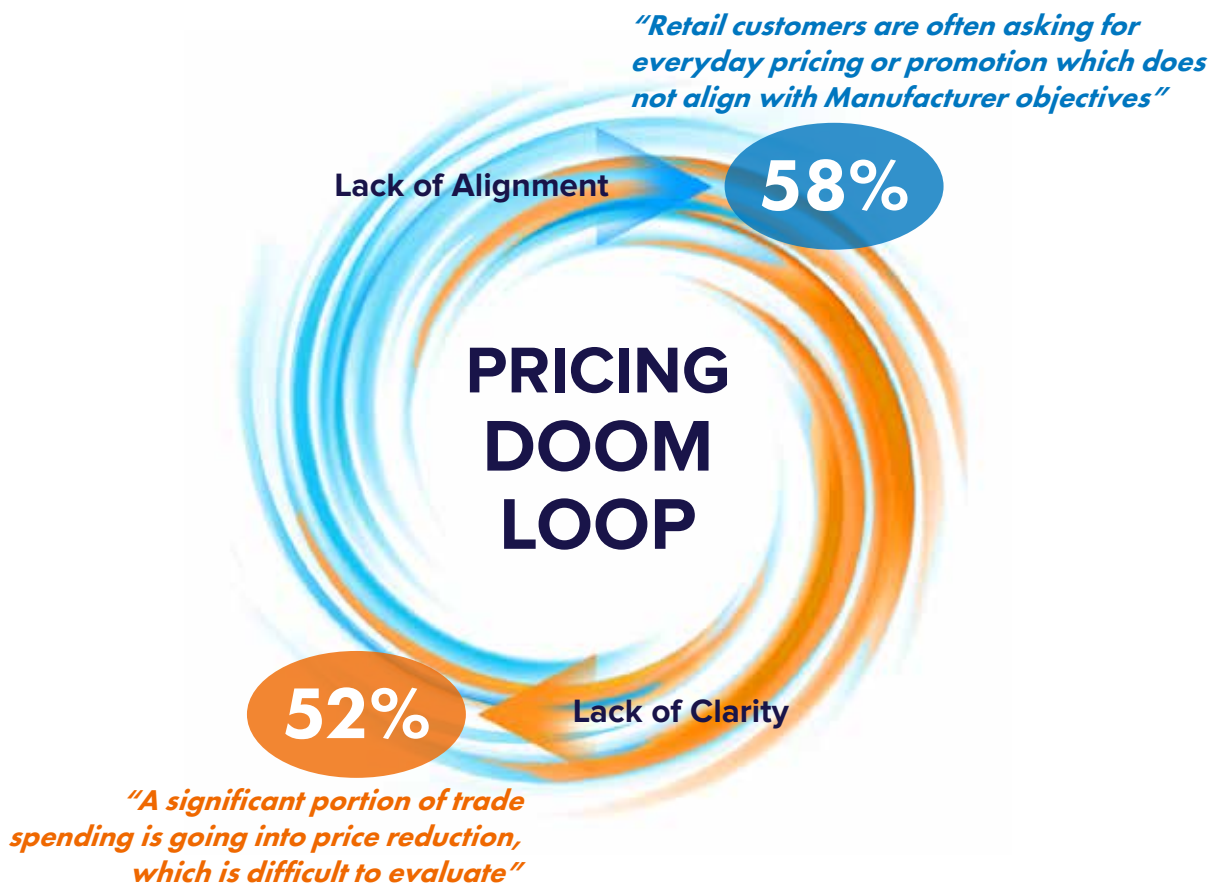 “Retail customers are often asking for
everyday pricing or promotion which does
not align with Manufacturer objectives”
Lack of Alignment
58%
PRICING
DOOM
LOOP
52%
Lack of Clarity
“A significant portion of trade
spending is going into price reduction,
which is difficult to evaluate”